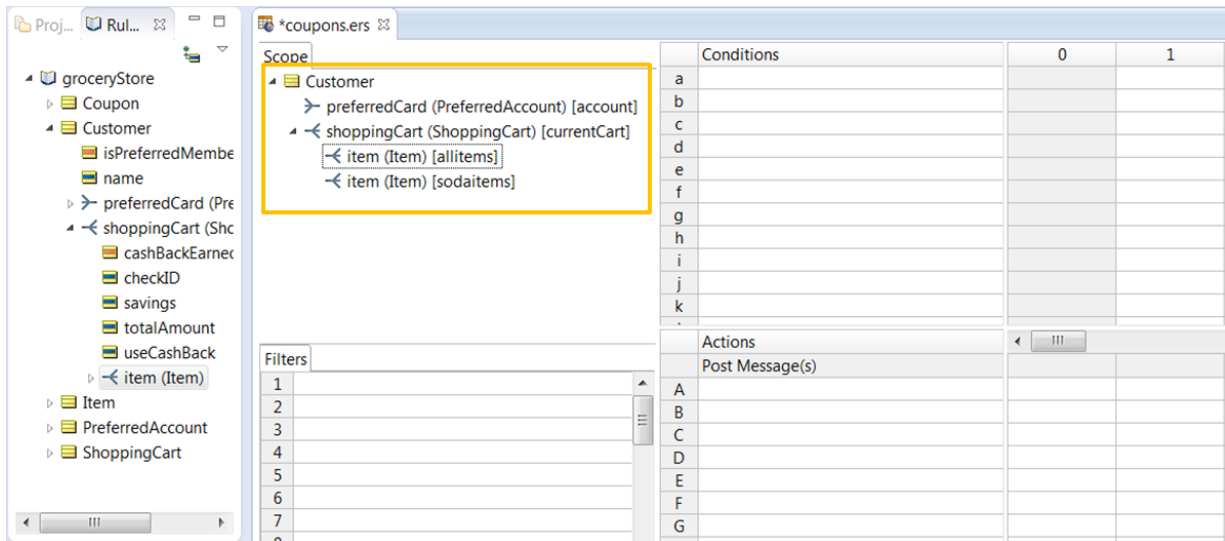 Proj...
Rul...
groceryStore
Coupon
Customer
isPreferredMembe
name
preferredCard (Pre
shoppingCart (Shc
cashBackEarnec
checkID
savings
totalAmount
useCashBack
item (Item)
Item
PreferredAccount
ShoppingCart
*coupons.ers
Scope
Customer
preferredCard (PreferredAccount) [account]
shoppingCart (ShoppingCart) [currentCart]
item (Item) [allitems]
item (Item) [sodaitems]
Filters
1
2
3
4
5
6
7
Conditions 0 1
a
b
c
d
e
f
g
h
i
j
k
Actions
Post Message(s)
A
B
C
D
E
F
G